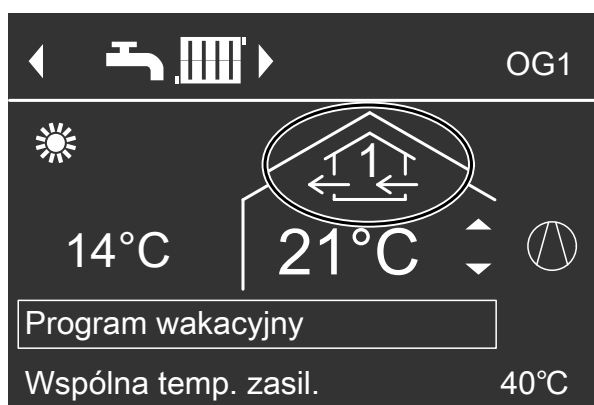 OG1
1
14°C 21°C
Program wakacyjny
Wspólna temp. zasil. 40°C